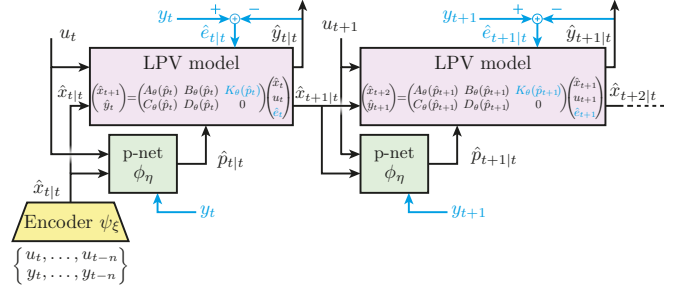 y_t + − y_{t+1} + −
u_t ê_{t|t} ŷ_{t|t} u_{t+1} ê_{t+1|t} ŷ_{t+1|t}
LPV model LPV model
x̂_{t|t} (x̂_{t+1} ŷ_t) = (A_θ(p̂_t) B_θ(p̂_t) K_θ(p̂_t) C_θ(p̂_t) D_θ(p̂_t) 0) (x̂_t u_t ê_t) x̂_{t+1|t} (x̂_{t+2} ŷ_{t+1}) = (A_θ(p̂_{t+1}) B_θ(p̂_{t+1}) K_θ(p̂_{t+1}) C_θ(p̂_{t+1}) D_θ(p̂_{t+1}) 0) (x̂_{t+1} u_{t+1} ê_{t+1}) x̂_{t+2|t}
p-net p-net
ϕ_η p̂_{t|t} ϕ_η p̂_{t+1|t}
x̂_{t|t}
y_t y_{t+1}
Encoder ψ_ξ
{u_t, . . . , u_{t−n}
y_t, . . . , y_{t−n}}